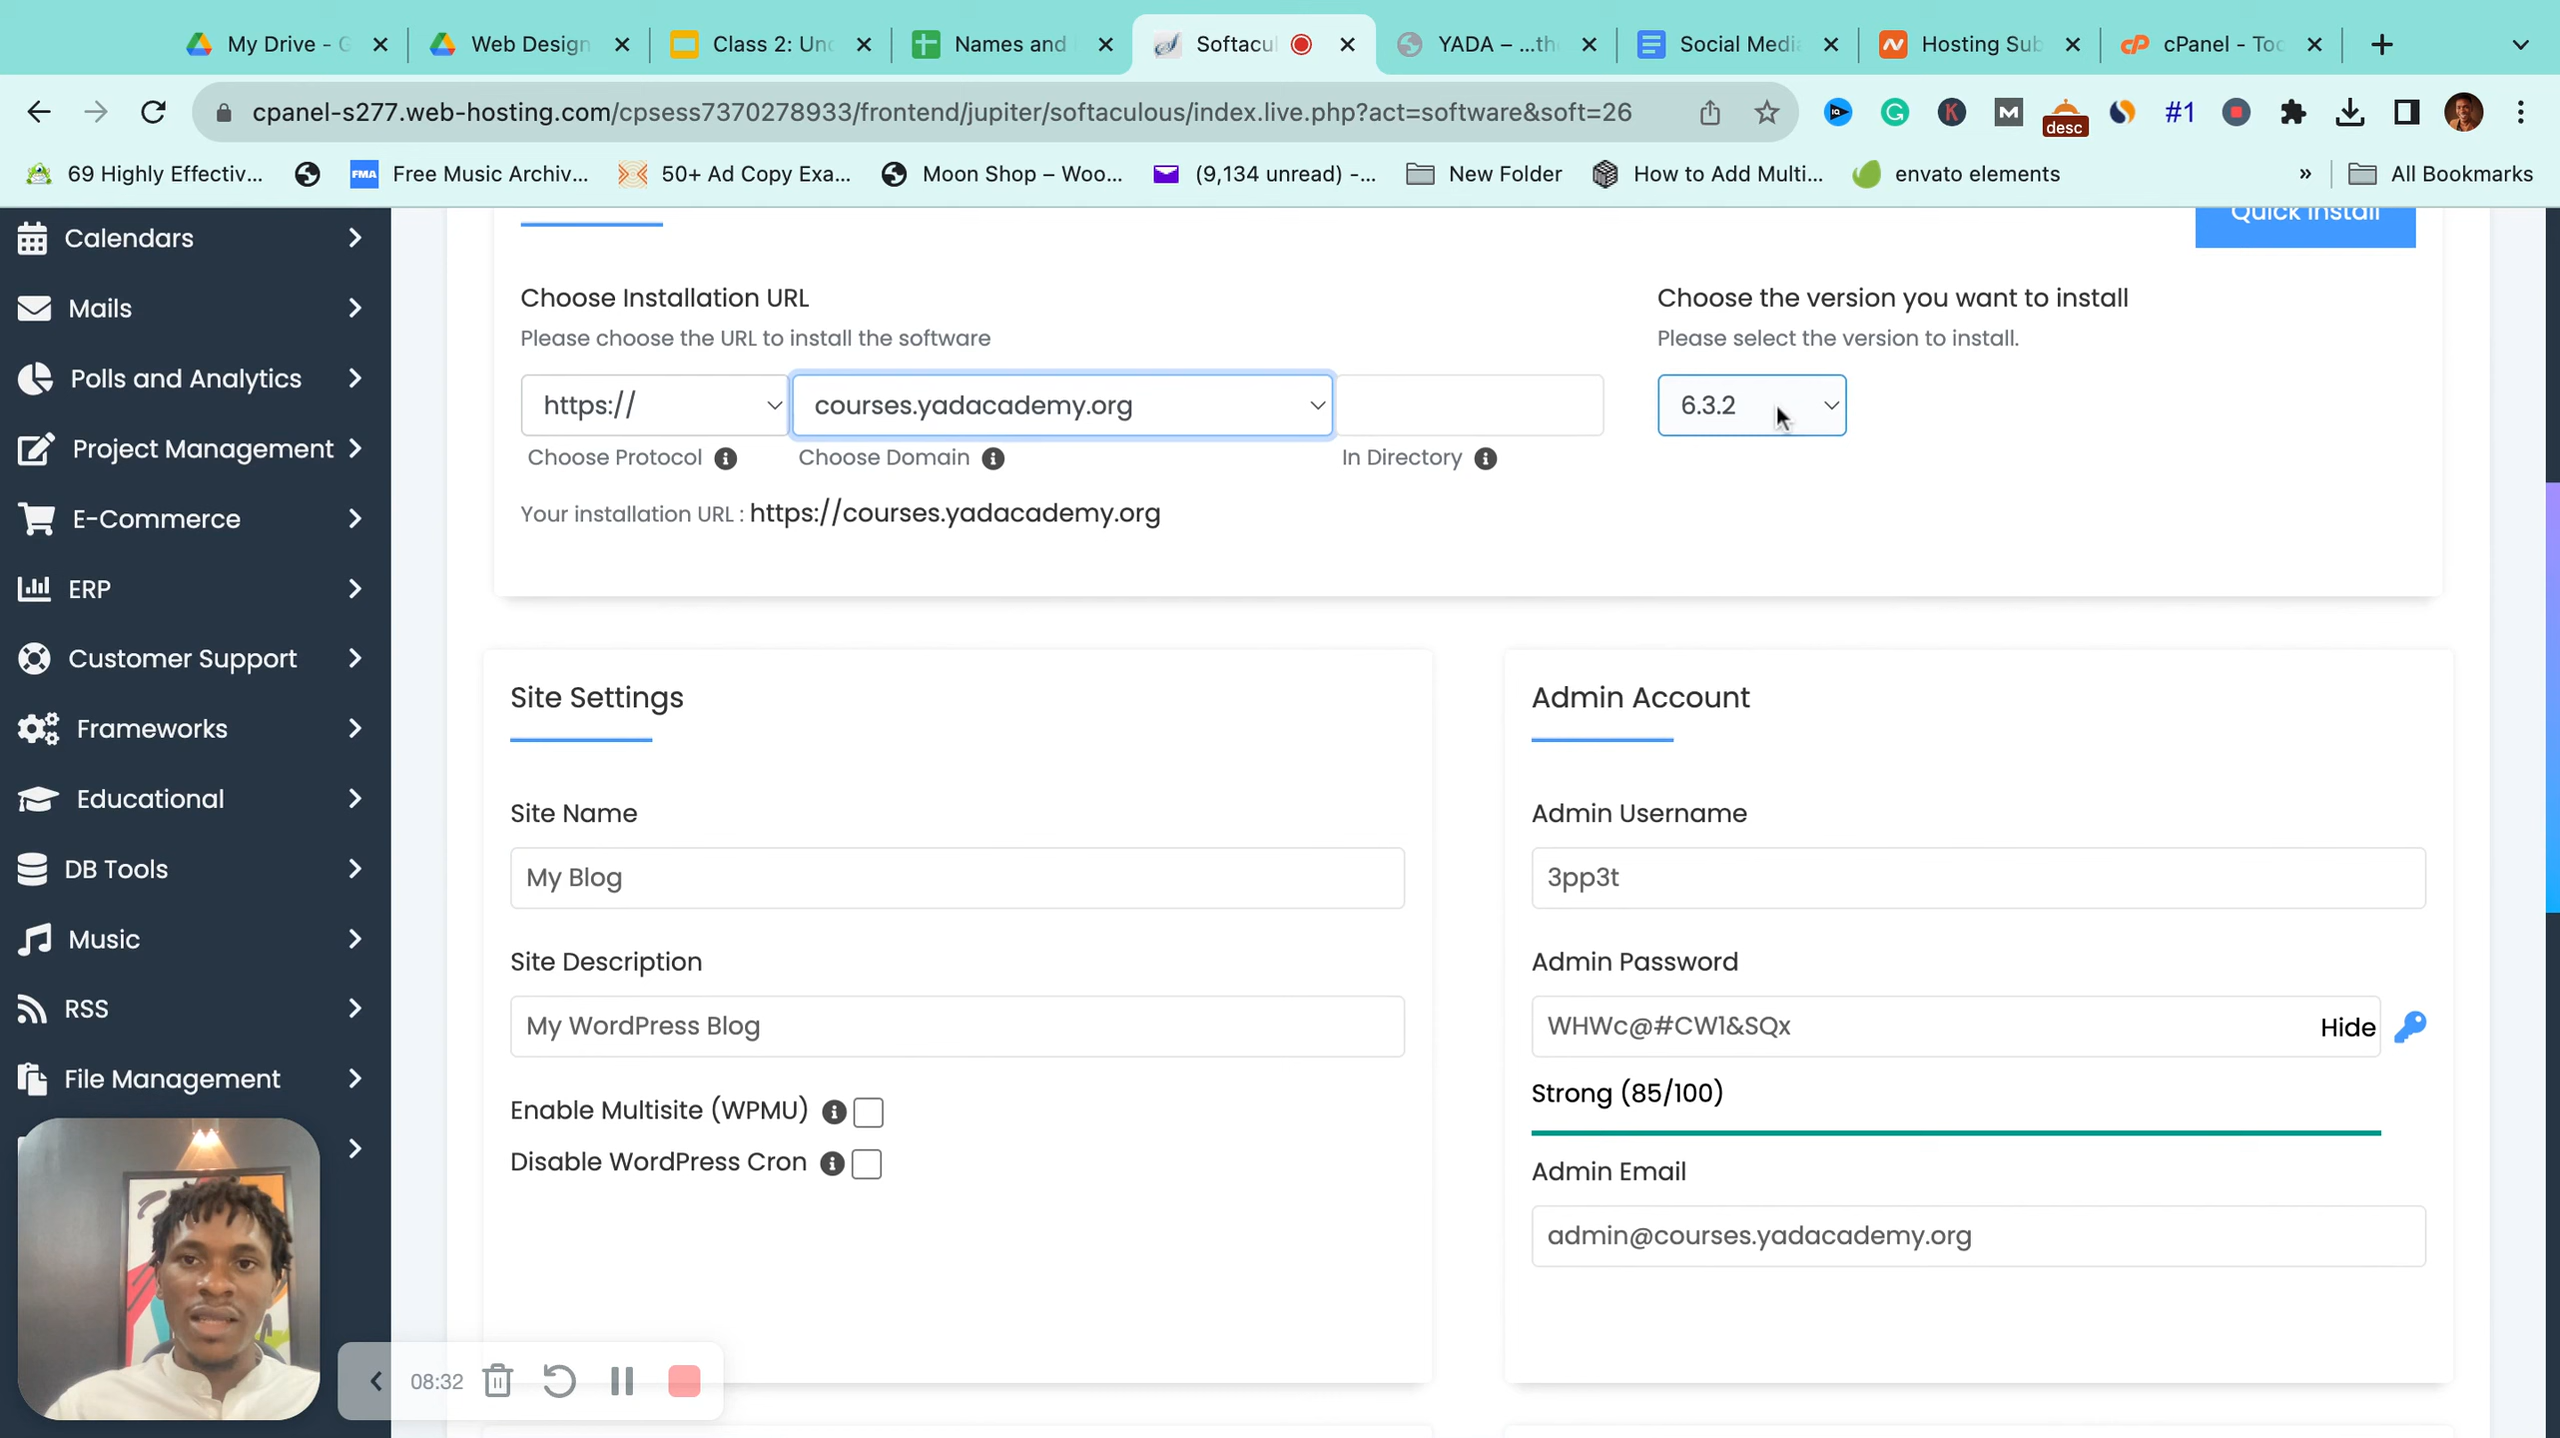 My Drive - G
Web Design
Class 2: Und
Names and
Softacul
YADA – ...th
Social Medi
Hosting Sub
cPanel - Too
cpanel-s277.web-hosting.com/cpsess7370278933/frontend/jupiter/softaculous/index.live.php?act=software&soft=26
desc
#1
69 Highly Effectiv...
FMA
Free Music Archiv...
50+ Ad Copy Exa...
Moon Shop – Woo...
(9,134 unread) -...
New Folder
How to Add Multi...
envato elements
»
All Bookmarks
Calendars
Mails
Polls and Analytics
Project Management
E-Commerce
ERP
Customer Support
Frameworks
Educational
DB Tools
Music
RSS
File Management
Quick Install
Choose Installation URL
Please choose the URL to install the software
https://
courses.yadacademy.org
Choose Protocol
Choose Domain
In Directory
Your installation URL : https://courses.yadacademy.org
Choose the version you want to install
Please select the version to install.
6.3.2
Site Settings
Site Name
My Blog
Site Description
My WordPress Blog
Enable Multisite (WPMU)
Disable WordPress Cron
Admin Account
Admin Username
3pp3t
Admin Password
WHWc@#CW1&SQx
Hide
Strong (85/100)
Admin Email
admin@courses.yadacademy.org
08:32